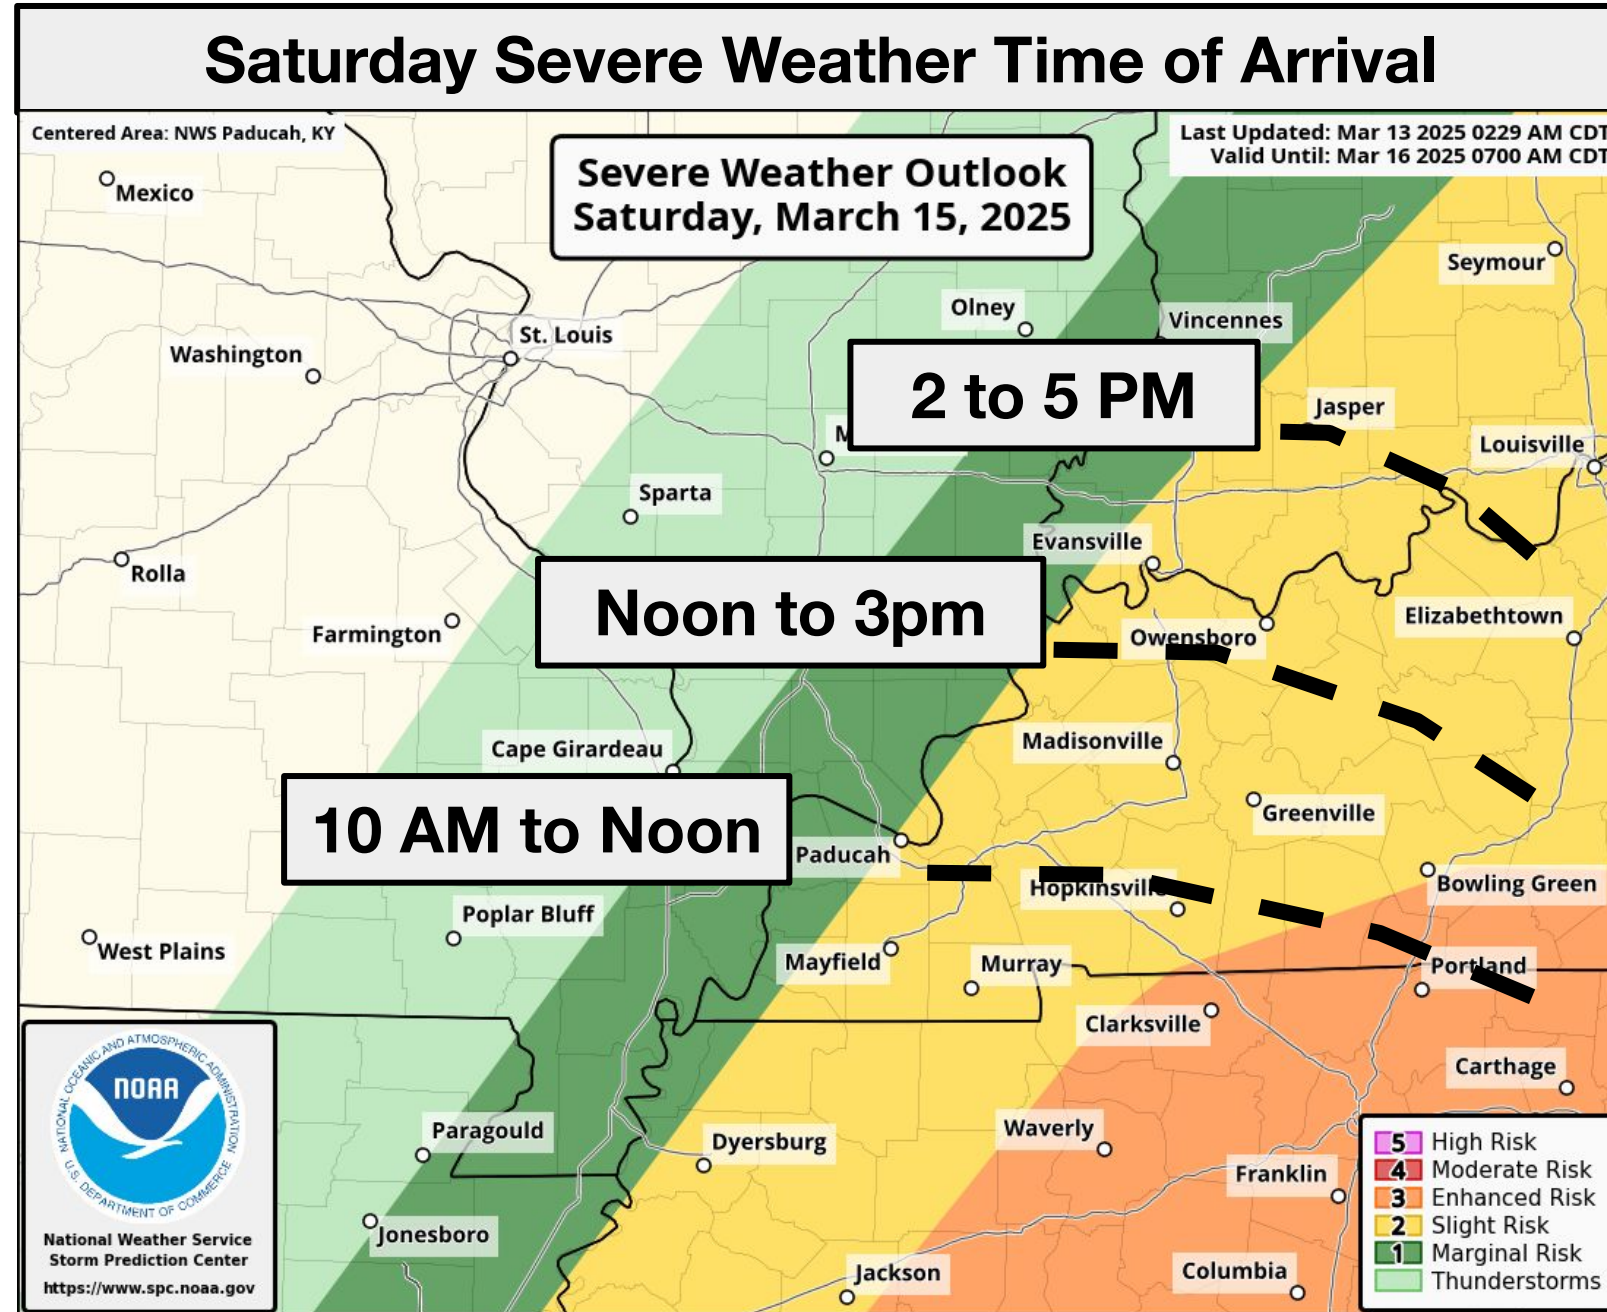 Saturday Severe Weather Time of Arrival
Centered Area: NWS Paducah, KY
Last Updated: Mar 13 2025 0229 AM CDT
Valid Until: Mar 16 2025 0700 AM CDT
Severe Weather Outlook
Saturday, March 15, 2025
Mexico
Seymour
Olney
Vincennes
St. Louis
Washington
2 to 5 PM
Jasper
Louisville
Sparta
Evansville
Rolla
Noon to 3pm
Elizabethtown
Farmington
Owensboro
Cape Girardeau
Madisonville
10 AM to Noon
Greenville
Paducah
Bowling Green
Hopkinsville
Poplar Bluff
West Plains
Mayfield
Murray
Portland
Clarksville
Carthage
Paragould
Dyersburg
Waverly
Franklin
Jonesboro
Jackson
Columbia
NATIONAL OCEANIC AND ATMOSPHERIC ADMINISTRATION
NOAA
U.S. DEPARTMENT OF COMMERCE
National Weather Service
Storm Prediction Center
https://www.spc.noaa.gov
5 High Risk
4 Moderate Risk
3 Enhanced Risk
2 Slight Risk
1 Marginal Risk
Thunderstorms